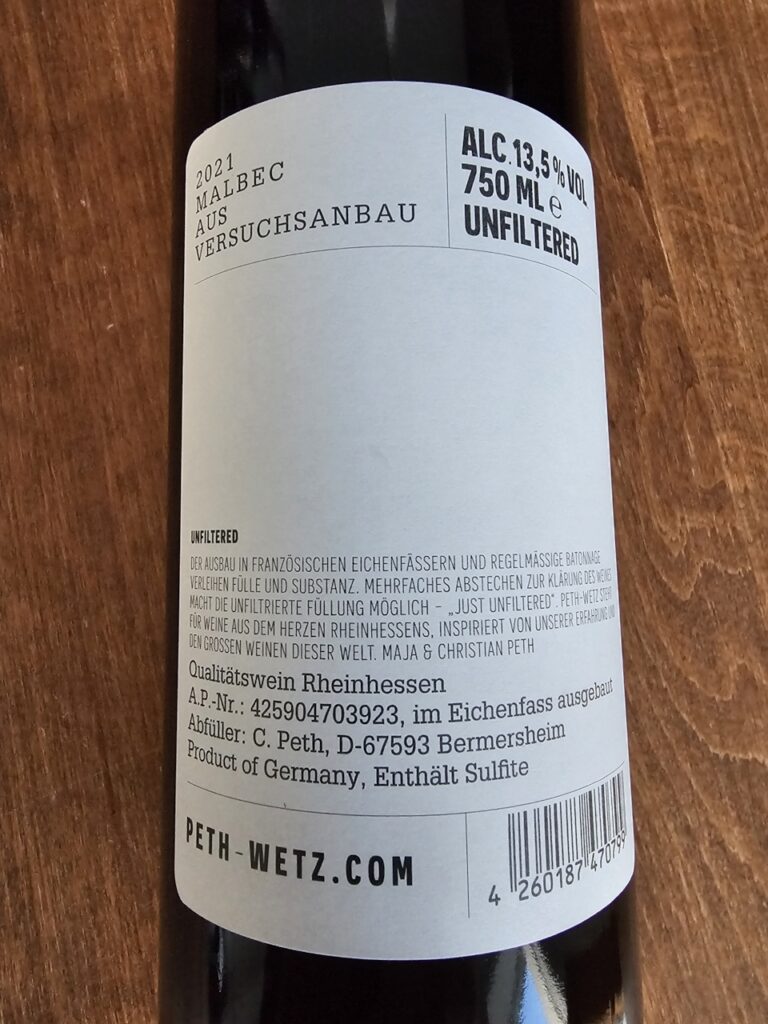 2021
MALBEC
AUS
VERSUCHSANBAU
ALC. 13,5 % VOL
750 ML ℮
UNFILTERED
UNFILTERED
DER AUSBAU IN FRANZÖSISCHEN EICHENFÄSSERN UND REGELMÄSSIGE BATONNAGE
VERLEIHEN FÜLLE UND SUBSTANZ. MEHRFACHES ABSTECHEN ZUR KLÄRUNG DES WEINES
MACHT DIE UNFILTRIERTE FÜLLUNG MÖGLICH – „JUST UNFILTERED“. PETH-WETZ STEHT
FÜR WEINE AUS DEM HERZEN RHEINHESSENS, INSPIRIERT VON UNSERER ERFAHRUNG UND
DEN GROSSEN WEINEN DIESER WELT. MAJA & CHRISTIAN PETH
Qualitätswein Rheinhessen
A.P.-Nr.: 425904703923, im Eichenfass ausgebaut
Abfüller: C. Peth, D-67593 Bermersheim
Product of Germany, Enthält Sulfite
PETH-WETZ.COM
4 260187 470799